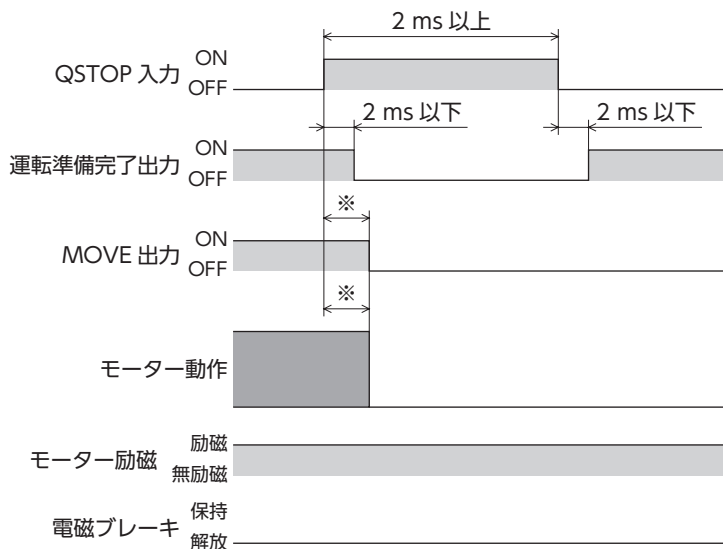 2 ms 以上
QSTOP 入力 ON
OFF
2 ms 以下 2 ms 以下
運転準備完了出力 ON
OFF
※
MOVE 出力 ON
OFF
※
モーター動作
モーター励磁 励磁
無励磁
電磁ブレーキ 保持
解放